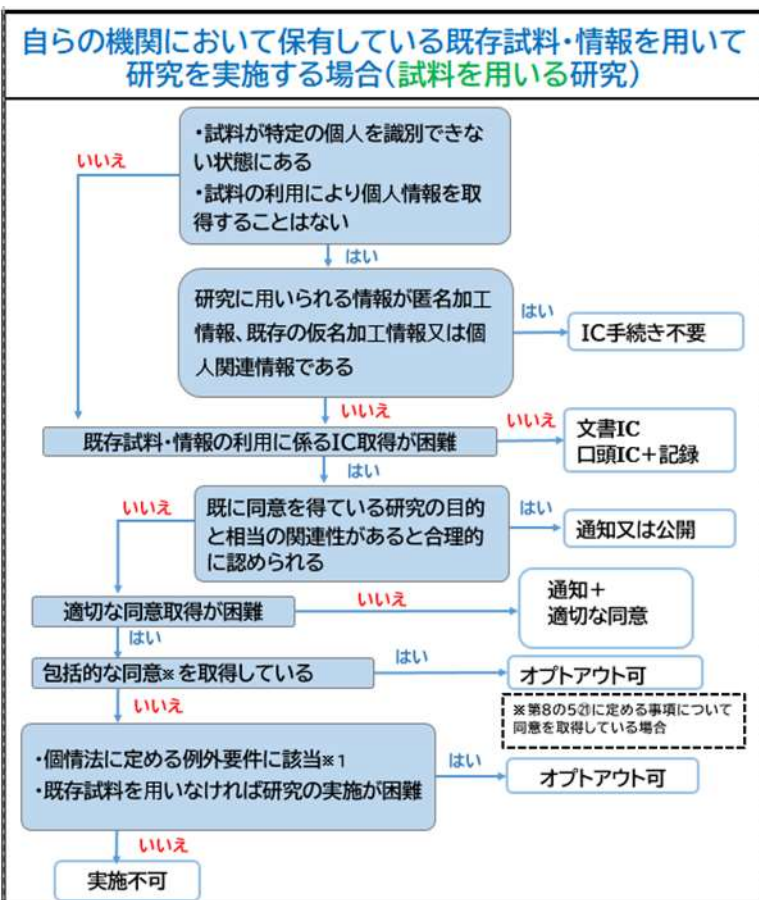 自らの機関において保有している既存試料・情報を用いて
研究を実施する場合(試料を用いる研究)
・試料が特定の個人を識別できな
い状態にある
・試料の利用により個人情報を取
得することはない
いいえ
はい
研究に用いられる情報が匿名加工
情報、既存の仮名加工情報又は個
人関連情報である
はい
IC手続き不要
いいえ
既存試料・情報の利用に係るIC取得が困難
いいえ
文書IC
口頭IC+記録
はい
既に同意を得ている研究の目的
と相当の関連性があると合理的
に認められる
はい
通知又は公開
いいえ
適切な同意取得が困難
いいえ
通知+
適切な同意
はい
包括的な同意※を取得している
はい
オプトアウト可
※第8の5㉑に定める事項について
同意を取得している場合
いいえ
・個情法に定める例外要件に該当※1
・既存試料を用いなければ研究の実施が困難
はい
オプトアウト可
いいえ
実施不可